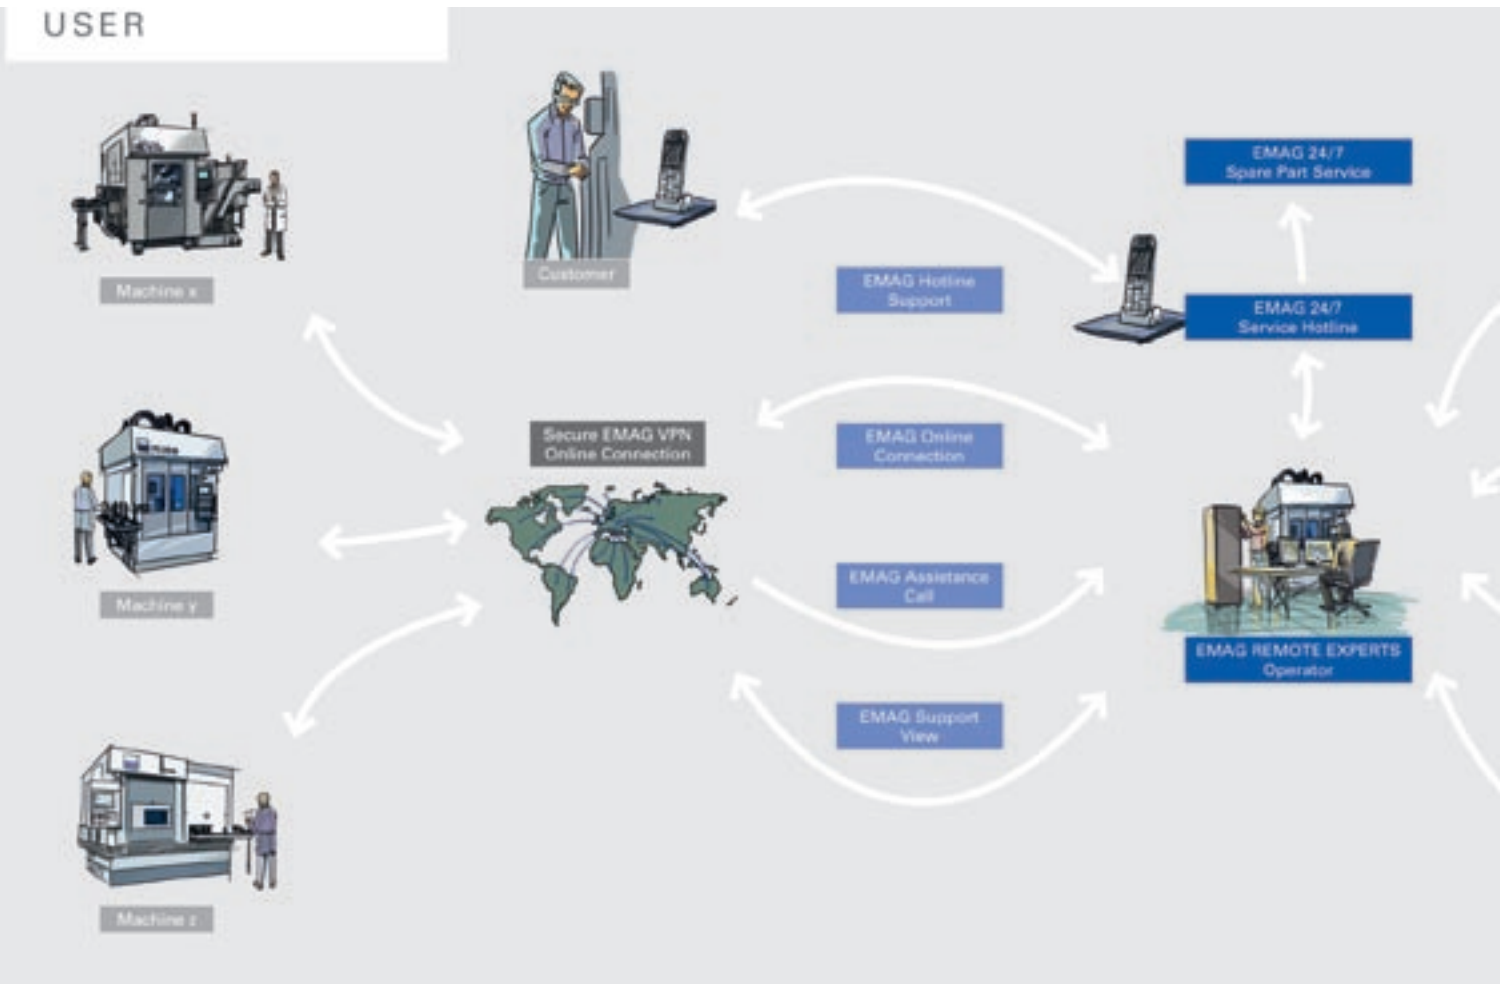 USER
Machine x
Customer
EMAG Hotline
Support
EMAG 24/7
Spare Part Service
EMAG 24/7
Service Hotline
Secure EMAG VPN
Online Connection
EMAG Online
Connection
Machine y
EMAG Assistance
Call
EMAG REMOTE EXPERTS
Operator
EMAG Support
View
Machine z